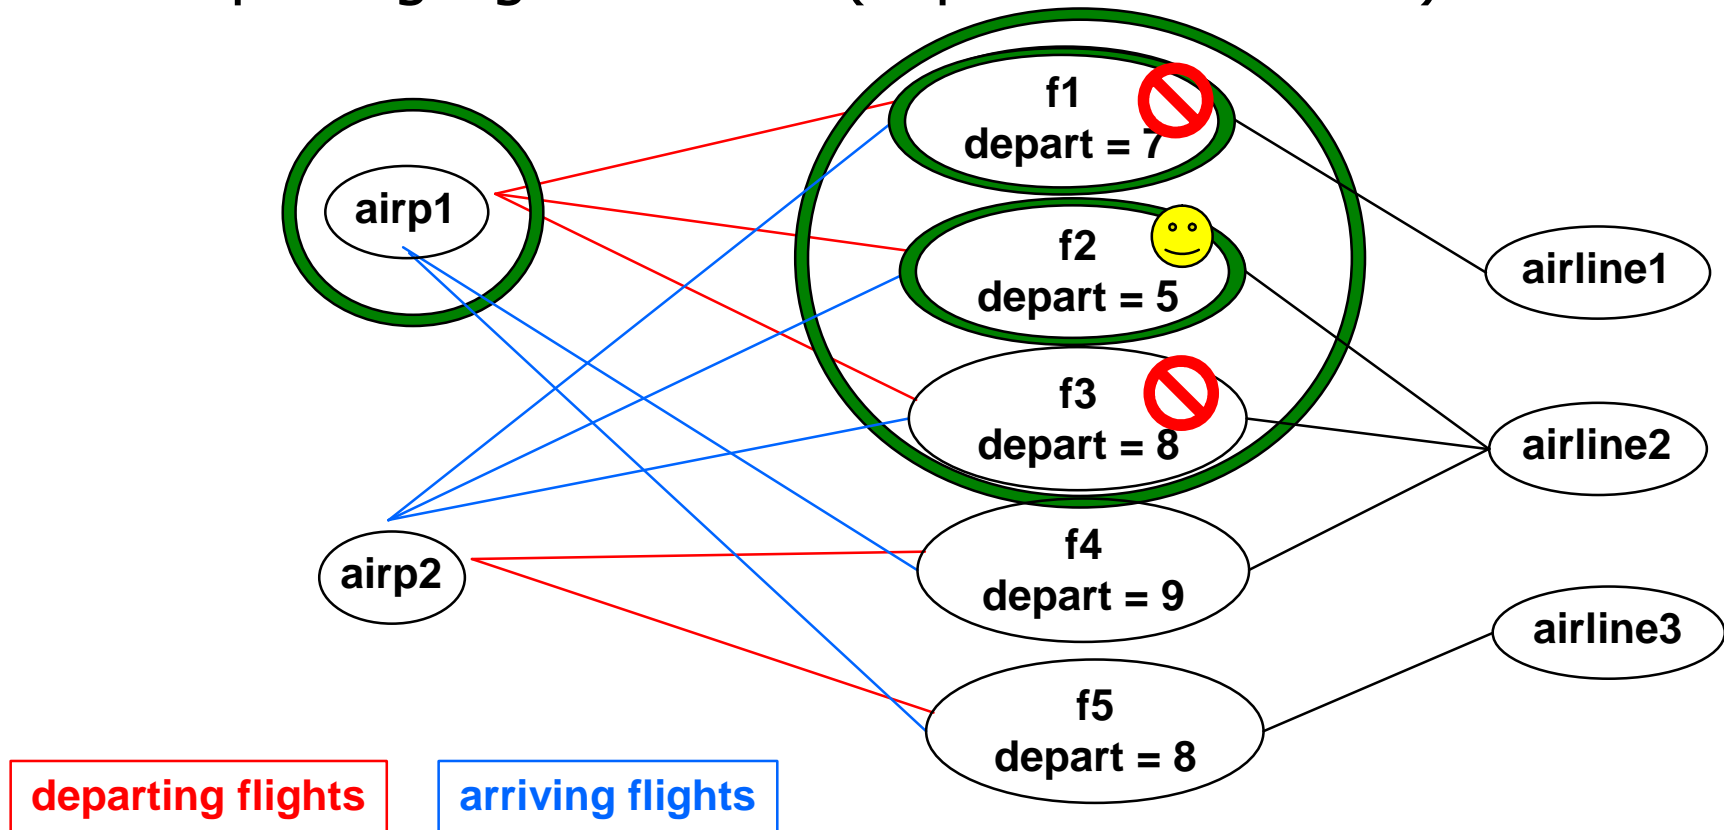 f1
depart = 7
airp1
f2
depart = 5
airline1
f3
depart = 8
airline2
f4
depart = 9
airp2
airline3
f5
depart = 8
departing flights
arriving flights